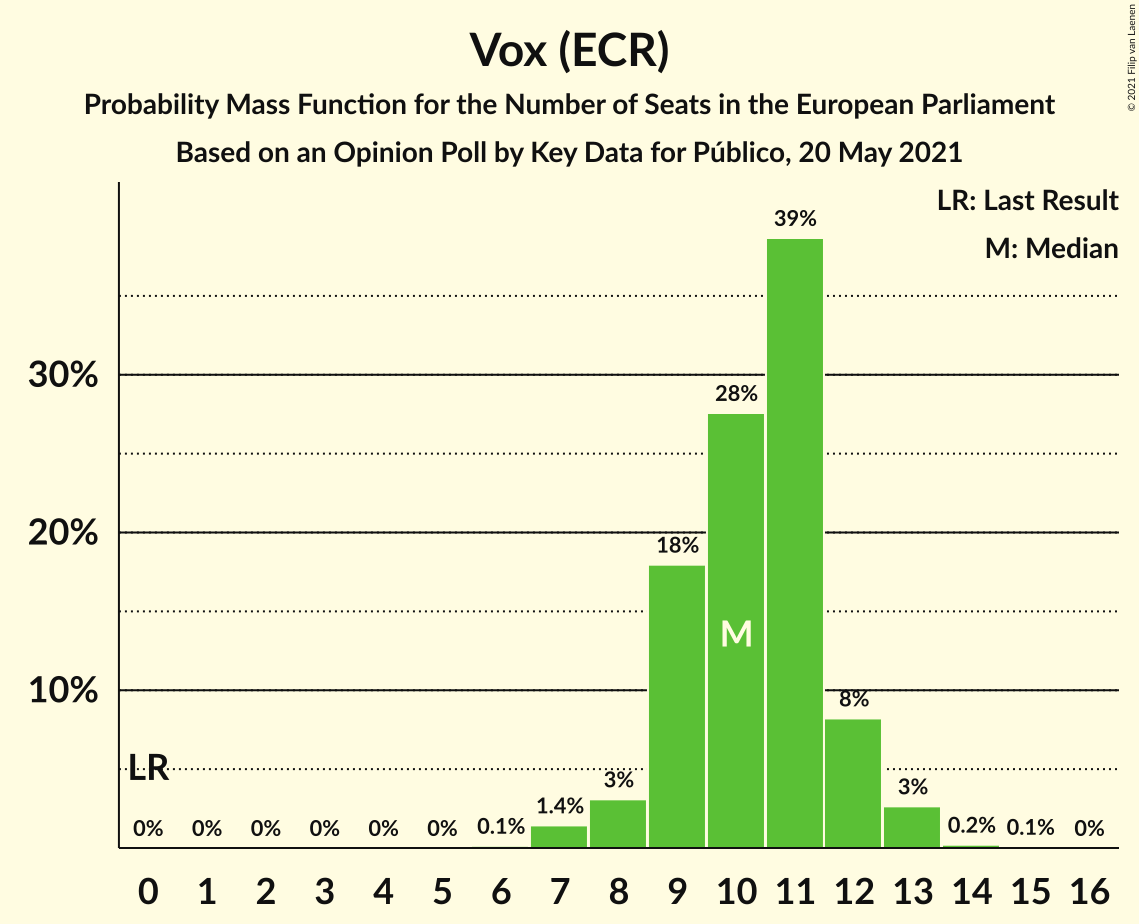 Vox (ECR)
Probability Mass Function for the Number of Seats in the European Parliament
Based on an Opinion Poll by Key Data for Público, 20 May 2021
© 2021 Filip van Laenen
LR: Last Result
M: Median
39%
30%
28%
20%
18%
M
10%
8%
LR
3%
3%
1.4%
0% 0% 0% 0% 0% 0% 0.1% 0.2% 0.1% 0%
0 1 2 3 4 5 6 7 8 9 10 11 12 13 14 15 16